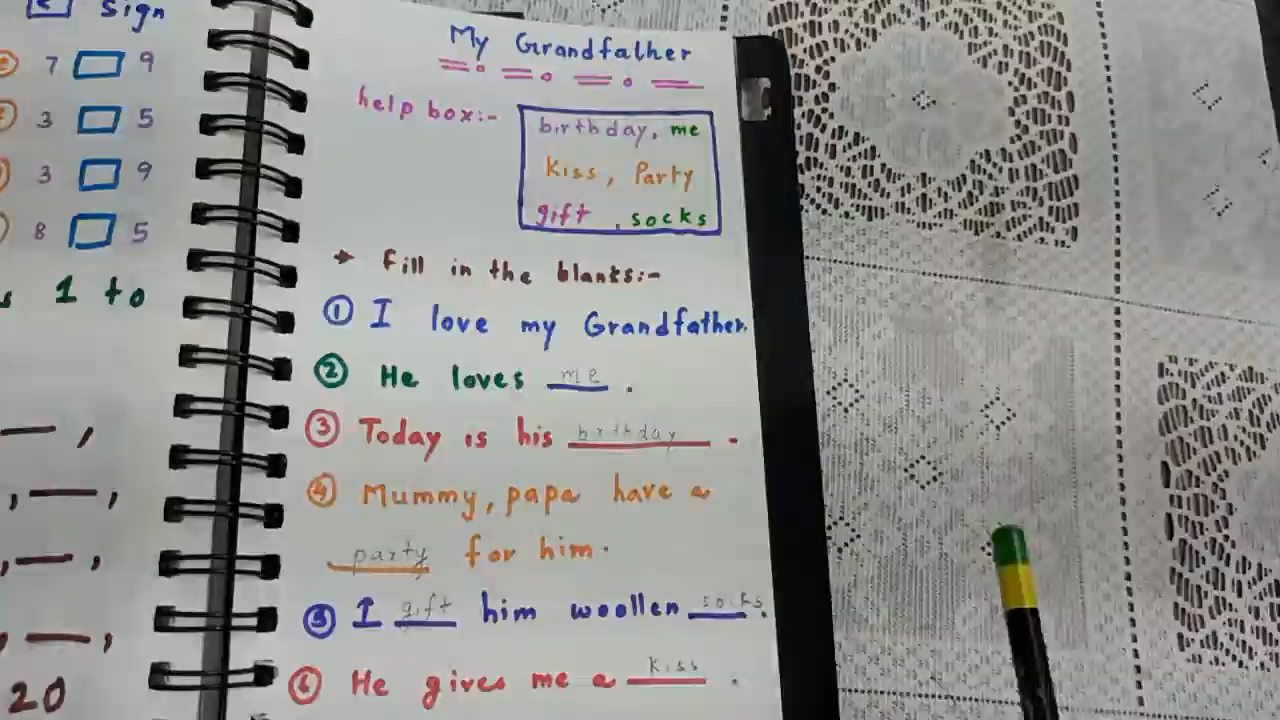 < sign
7 9
3 5
3 9
8 5
1 to
, 
, ,
, ,
, ,
20
My Grandfather
help box:-
birthday, me
Kiss, Party
gift, socks
→ Fill in the blanks:-
① I love my Grandfather.
② He loves me.
③ Today is his birthday.
④ Mummy, papa have a
party for him.
⑤ I gift him woollen socks.
⑥ He gives me a kiss.